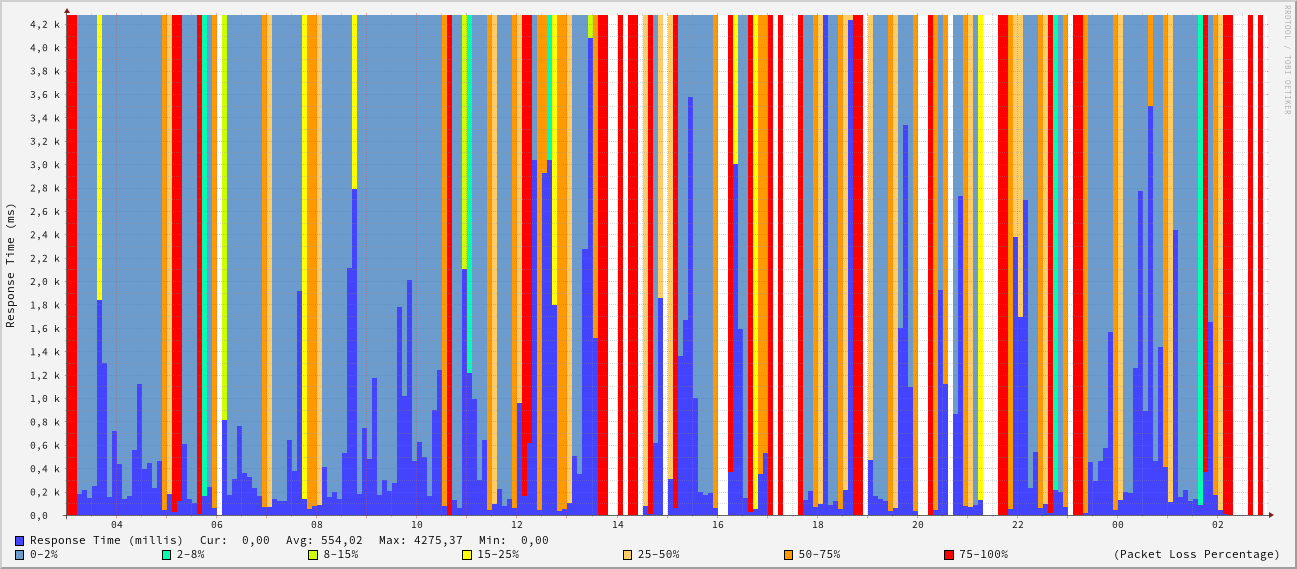 RRDTOOL / TOBI OETIKER
Response Time (ms)
4,2 k
4,0 k
3,8 k
3,6 k
3,4 k
3,2 k
3,0 k
2,8 k
2,6 k
2,4 k
2,2 k
2,0 k
1,8 k
1,6 k
1,4 k
1,2 k
1,0 k
0,8 k
0,6 k
0,4 k
0,2 k
0,0
04 06 08 10 12 14 16 18 20 22 00 02
Response Time (millis) Cur: 0,00 Avg: 554,02 Max: 4275,37 Min: 0,00
0-2% 2-8% 8-15% 15-25% 25-50% 50-75% 75-100% (Packet Loss Percentage)